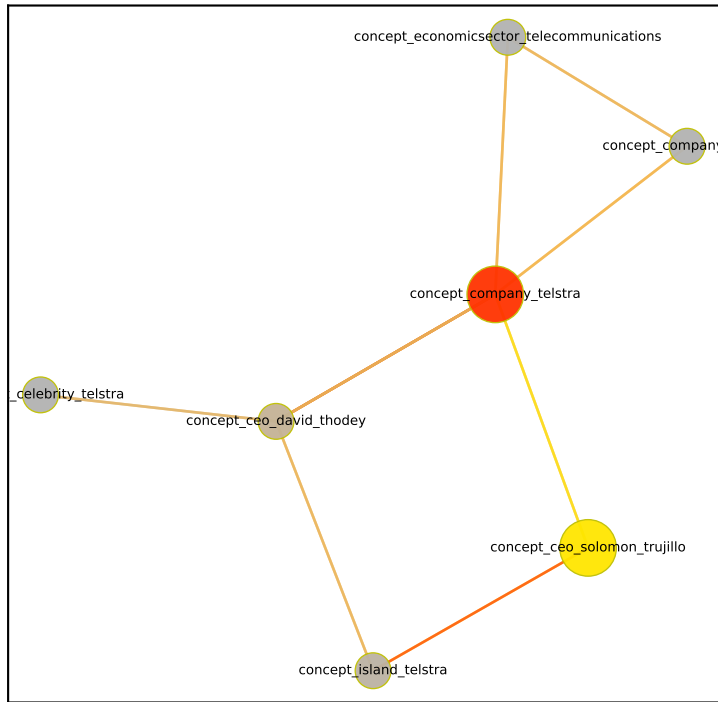 concept_economicsector_telecommunications
concept_company
concept_company_telstra
_celebrity_telstra
concept_ceo_david_thodey
concept_ceo_solomon_trujillo
concept_island_telstra